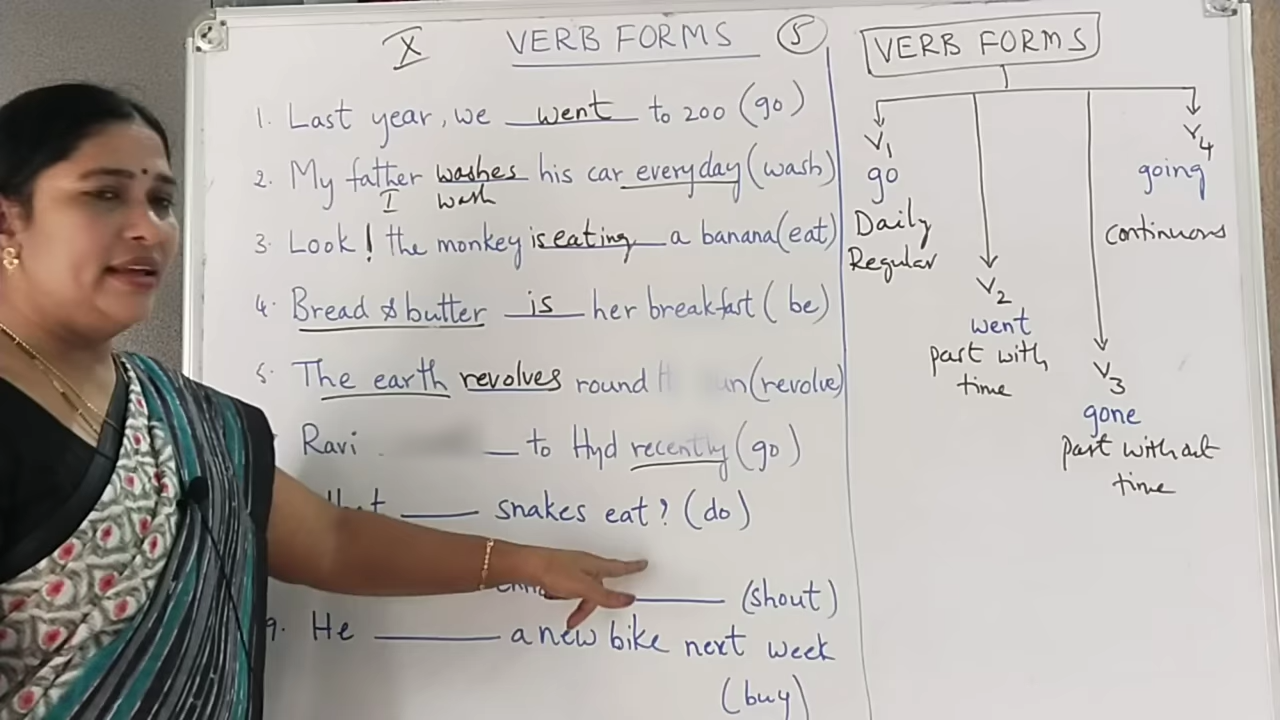 X VERB FORMS 5
1. Last year, we went to zoo (go)
2. My father washes his car everyday (wash)
I wash
3. Look! the monkey is eating a banana (eat)
4. Bread & butter is her breakfast (be)
5. The earth revolves round (revolve)
Ravi ____ to Hyd recently (go)
____ snakes eat? (do)
____ (shout)
9. He ____ a new bike next week
(buy)
VERB FORMS
V1
go
Daily
Regular
V2
went
past with
time
V3
gone
past without
time
V4
going
continuous